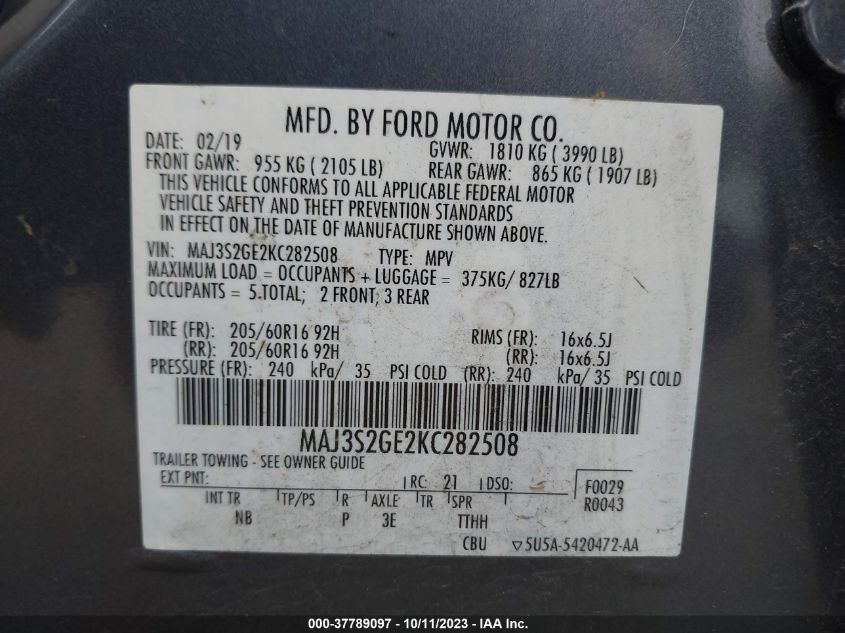 MFD. BY FORD MOTOR CO.
DATE: 02/19 GVWR: 1810 KG ( 3990 LB)
FRONT GAWR: 955 KG ( 2105 LB) REAR GAWR: 865 KG ( 1907 LB)
THIS VEHICLE CONFORMS TO ALL APPLICABLE FEDERAL MOTOR
VEHICLE SAFETY AND THEFT PREVENTION STANDARDS
IN EFFECT ON THE DATE OF MANUFACTURE SHOWN ABOVE.
VIN: MAJ3S2GE2KC282508 TYPE: MPV
MAXIMUM LOAD = OCCUPANTS + LUGGAGE = 375KG/ 827LB
OCCUPANTS = 5.TOTAL; 2 FRONT, 3 REAR
TIRE (FR): 205/60R16 92H RIMS (FR): 16x6.5J
(RR): 205/60R16 92H (RR): 16x6.5J
PRESSURE (FR): 240 kPa/ 35 PSI COLD (RR): 240 kPa/ 35 PSI COLD
MAJ3S2GE2KC282508
TRAILER TOWING - SEE OWNER GUIDE
EXT PNT: RC: 21 DSO: F0029
INT TR TP/PS R AXLE TR SPR R0043
NB P 3E TTHH
CBU ▽5U5A-5420472-AA
000-37789097 - 10/11/2023 - IAA Inc.